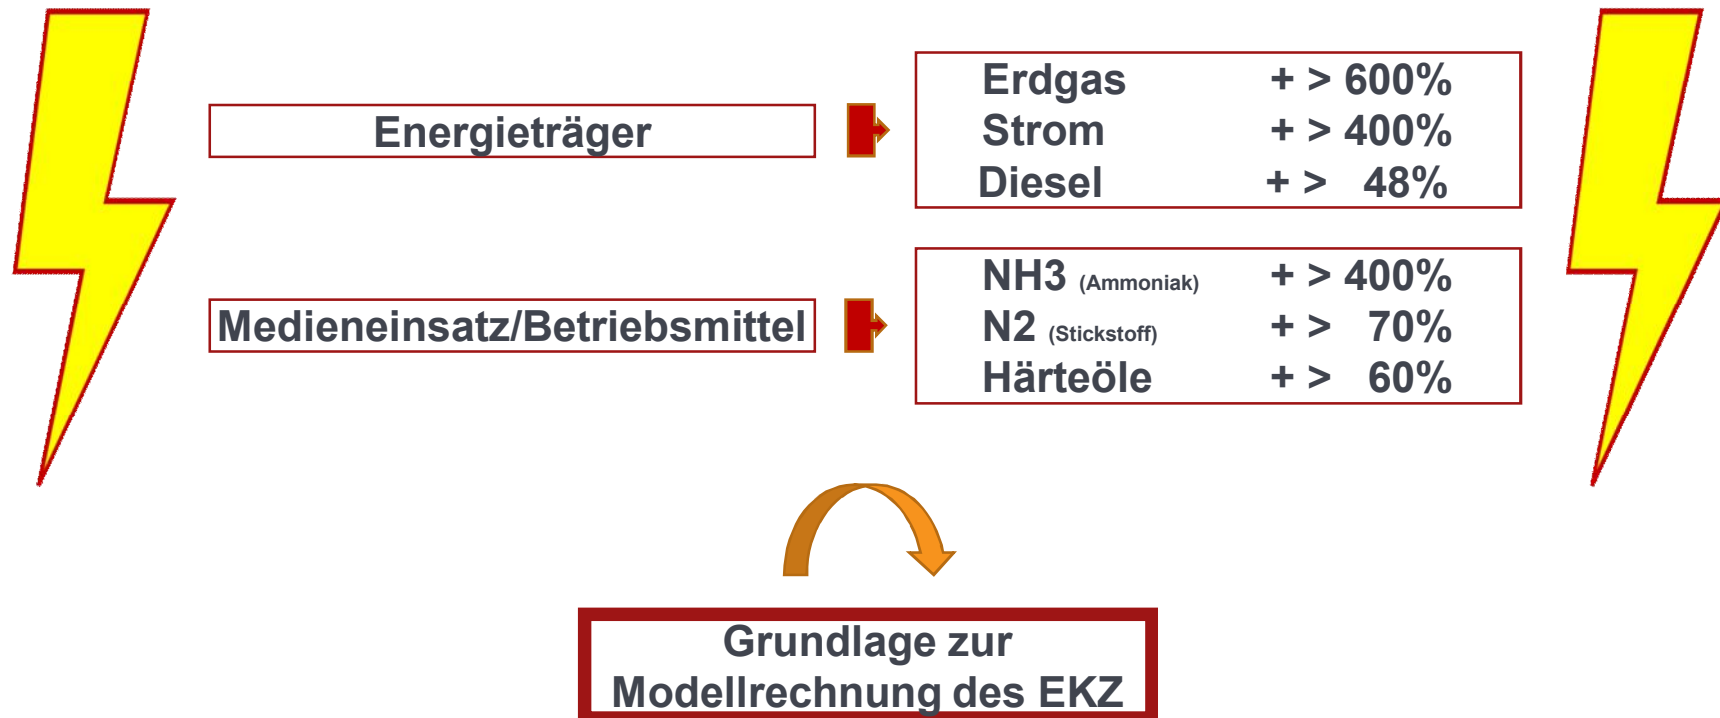 Energieträger
Erdgas + > 600%
Strom + > 400%
Diesel + > 48%
Medieneinsatz/Betriebsmittel
NH3 (Ammoniak) + > 400%
N2 (Stickstoff) + > 70%
Härteöle + > 60%
Grundlage zur
Modellrechnung des EKZ